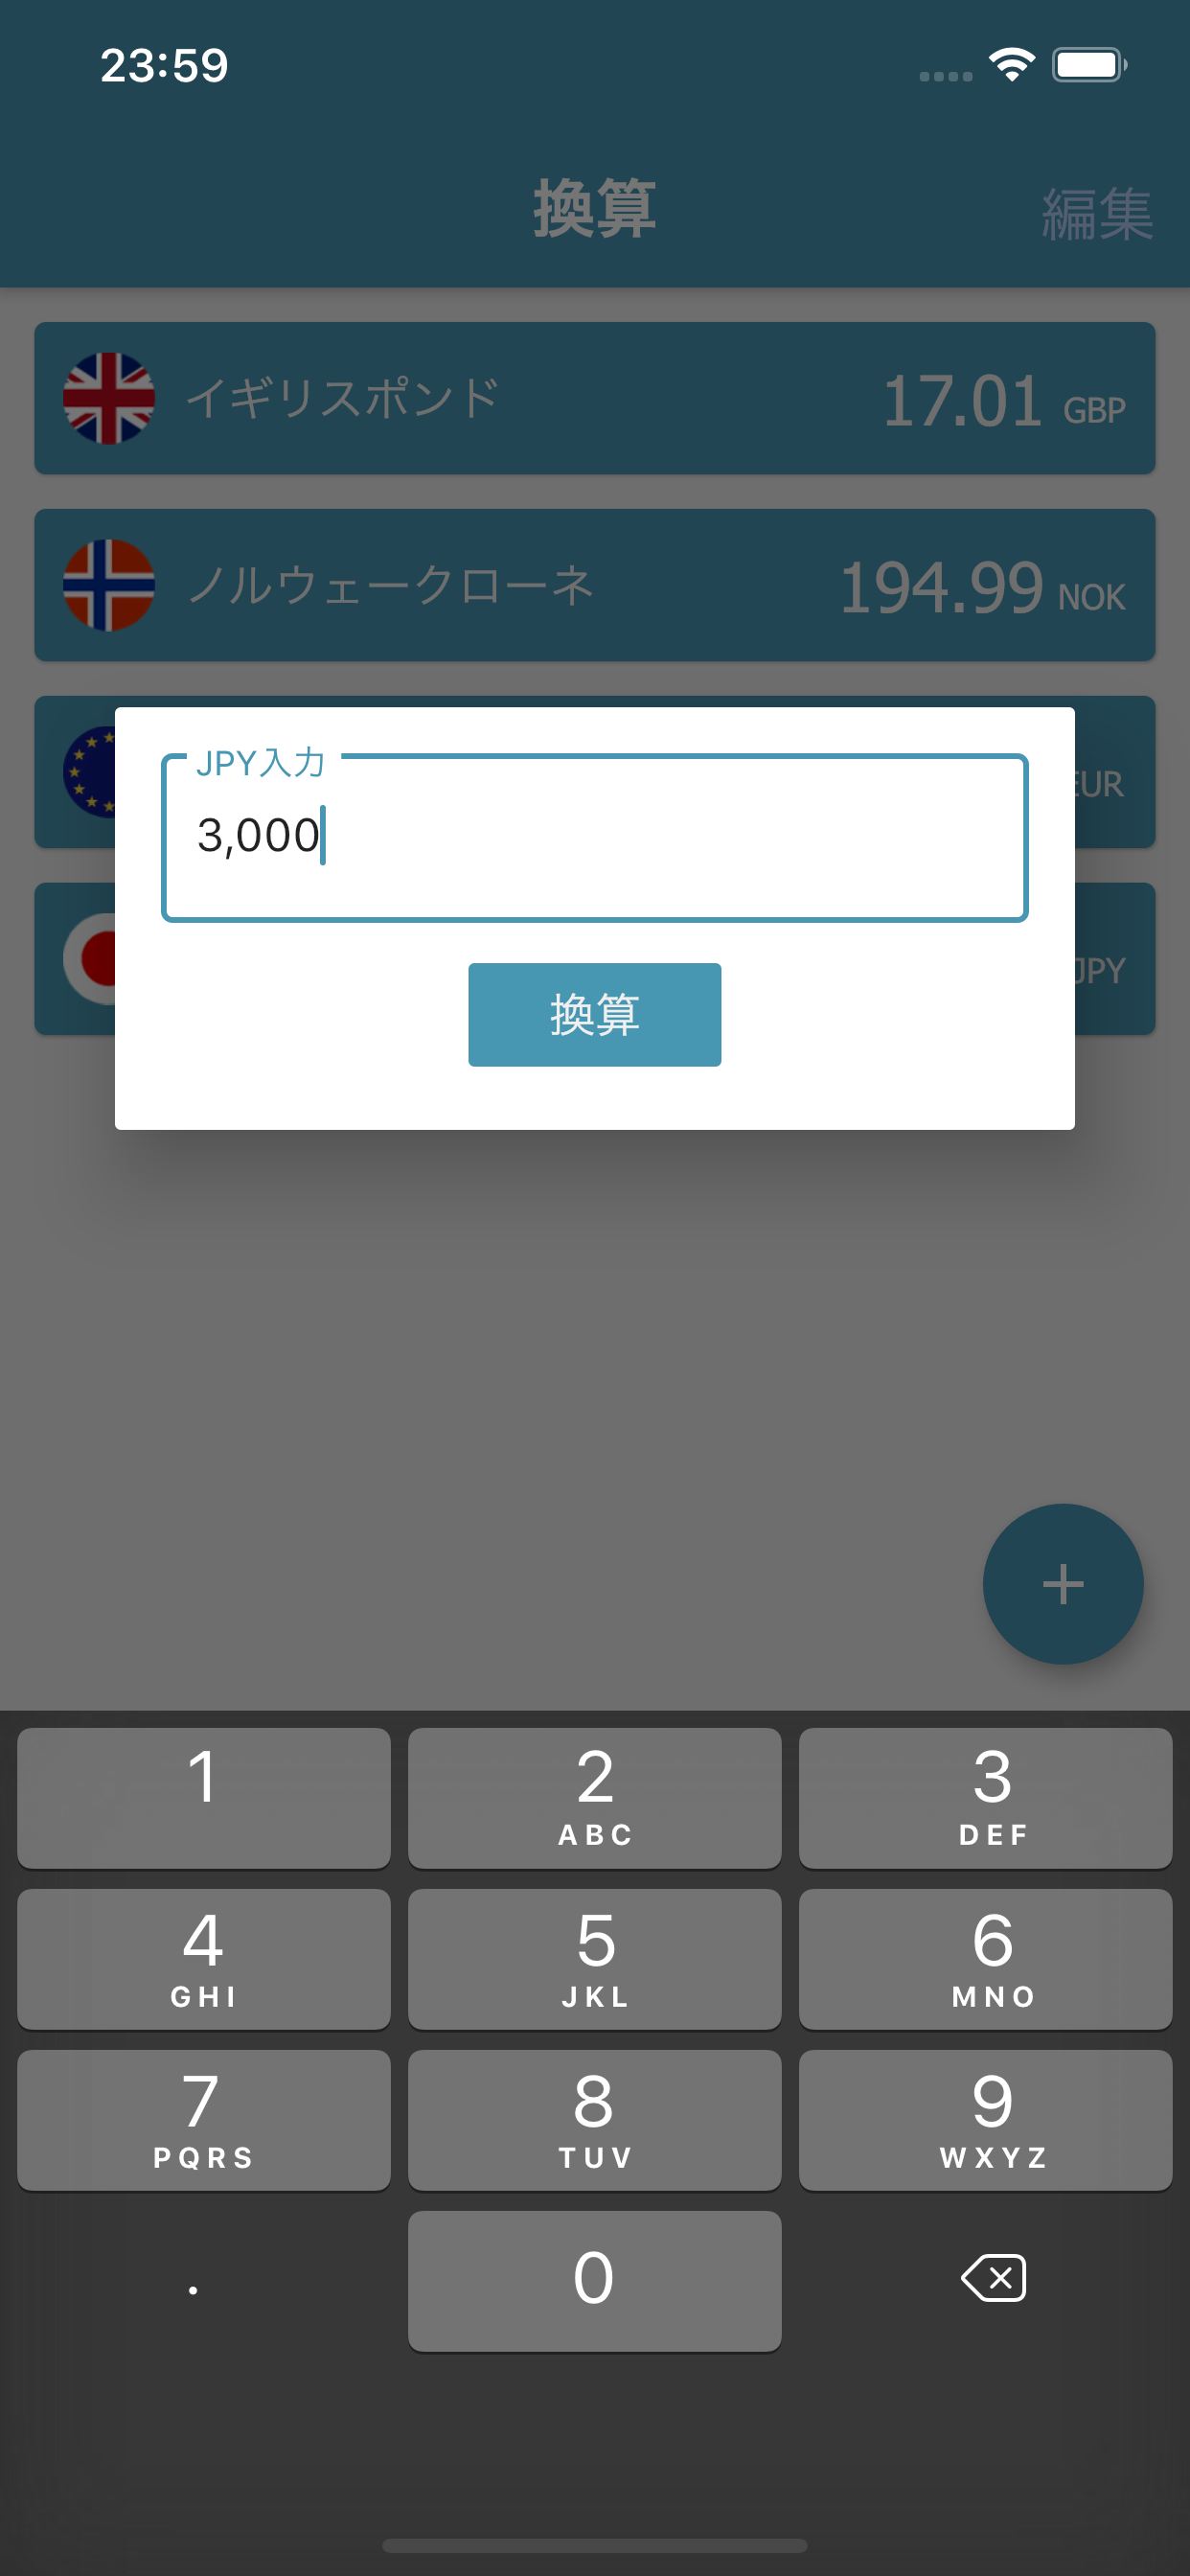 23:59
換算
編集
イギリスポンド 17.01 GBP
ノルウェークローネ 194.99 NOK
EUR
JPY入力
3,000
JPY
換算
+
1 2 3
ABC DEF
4 5 6
GHI JKL MNO
7 8 9
PQRS TUV WXYZ
. 0